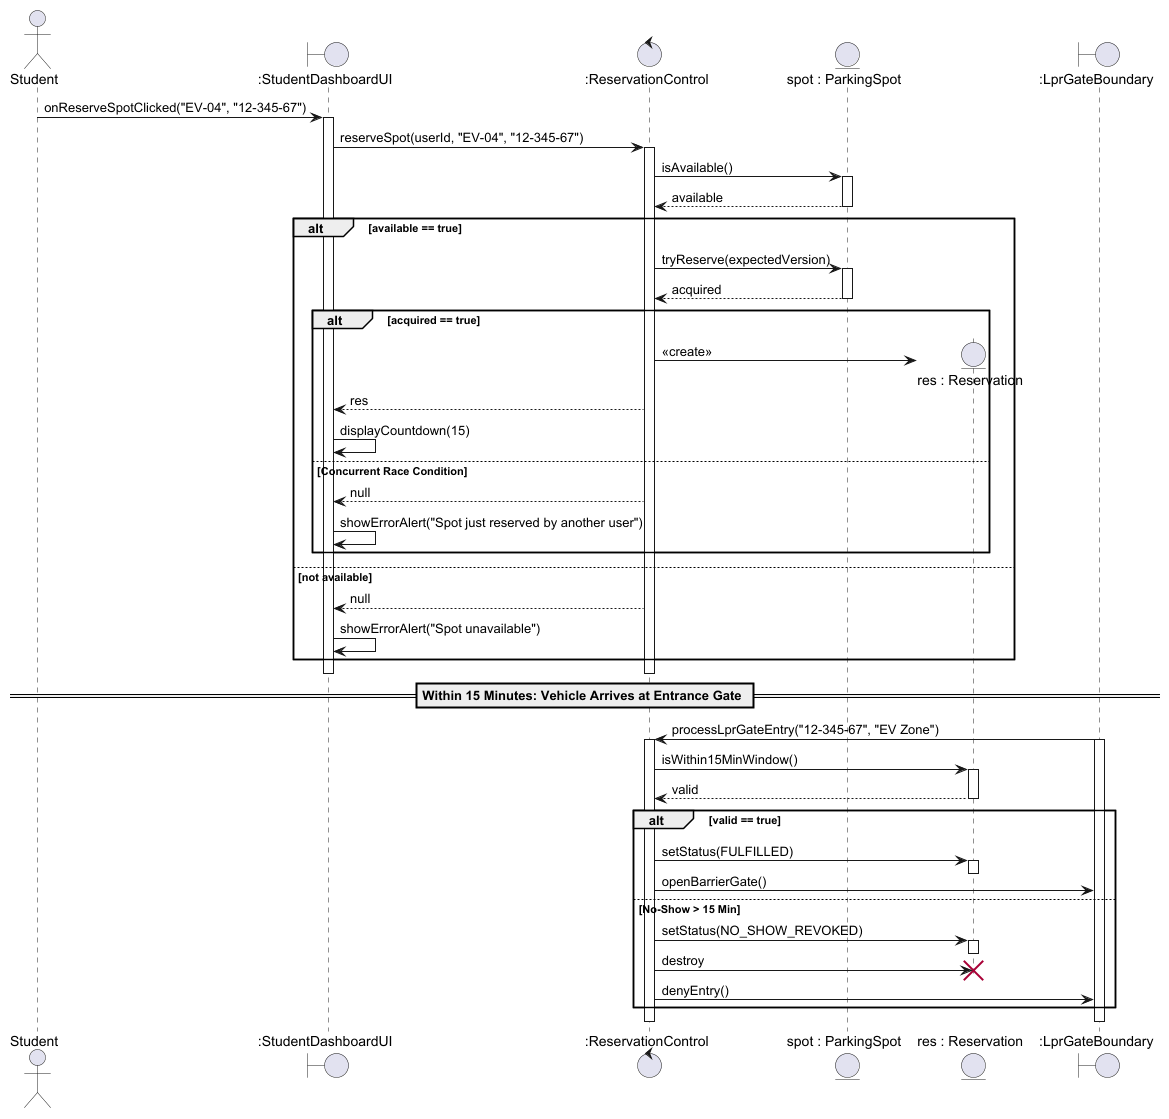 Student
:StudentDashboardUI
:ReservationControl
spot : ParkingSpot
:LprGateBoundary
onReserveSpotClicked("EV-04", "12-345-67")
reserveSpot(userId, "EV-04", "12-345-67")
isAvailable()
available
alt [available == true]
tryReserve(expectedVersion)
acquired
alt [acquired == true]
«create»
res : Reservation
res
displayCountdown(15)
[Concurrent Race Condition]
null
showErrorAlert("Spot just reserved by another user")
[not available]
null
showErrorAlert("Spot unavailable")
Within 15 Minutes: Vehicle Arrives at Entrance Gate
processLprGateEntry("12-345-67", "EV Zone")
isWithin15MinWindow()
valid
alt [valid == true]
setStatus(FULFILLED)
openBarrierGate()
[No-Show > 15 Min]
setStatus(NO_SHOW_REVOKED)
destroy
denyEntry()
Student
:StudentDashboardUI
:ReservationControl
spot : ParkingSpot
res : Reservation
:LprGateBoundary